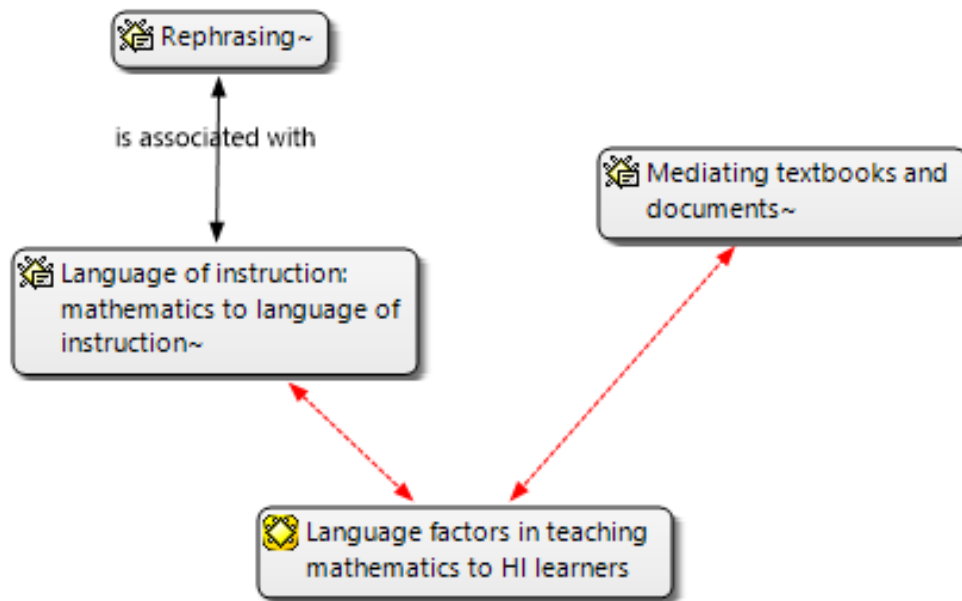 Rephrasing~
is associated with
Mediating textbooks and
documents~
Language of instruction:
mathematics to language of
instruction~
Language factors in teaching
mathematics to HI learners